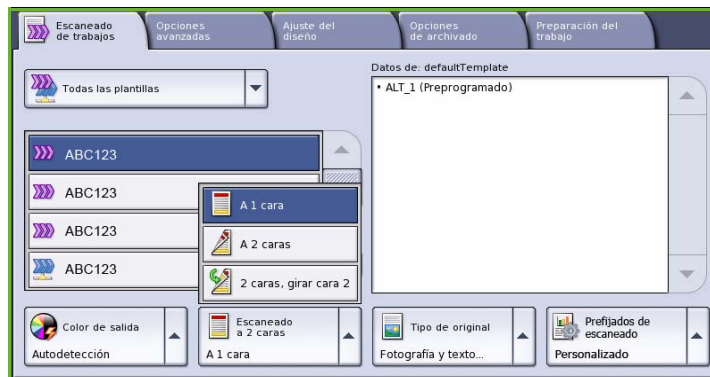 Escaneado
de trabajos
Opciones
avanzadas
Ajuste del
diseño
Opciones
de archivado
Preparación del
trabajo
Todas las plantillas
Datos de: defaultTemplate
• ALT_1 (Preprogramado)
ABC123
ABC123
ABC123
ABC123
A 1 cara
A 2 caras
2 caras, girar cara 2
Color de salida
Autodetección
Escaneado
a 2 caras
A 1 cara
Tipo de original
Fotografía y texto...
Prefijados de
escaneado
Personalizado